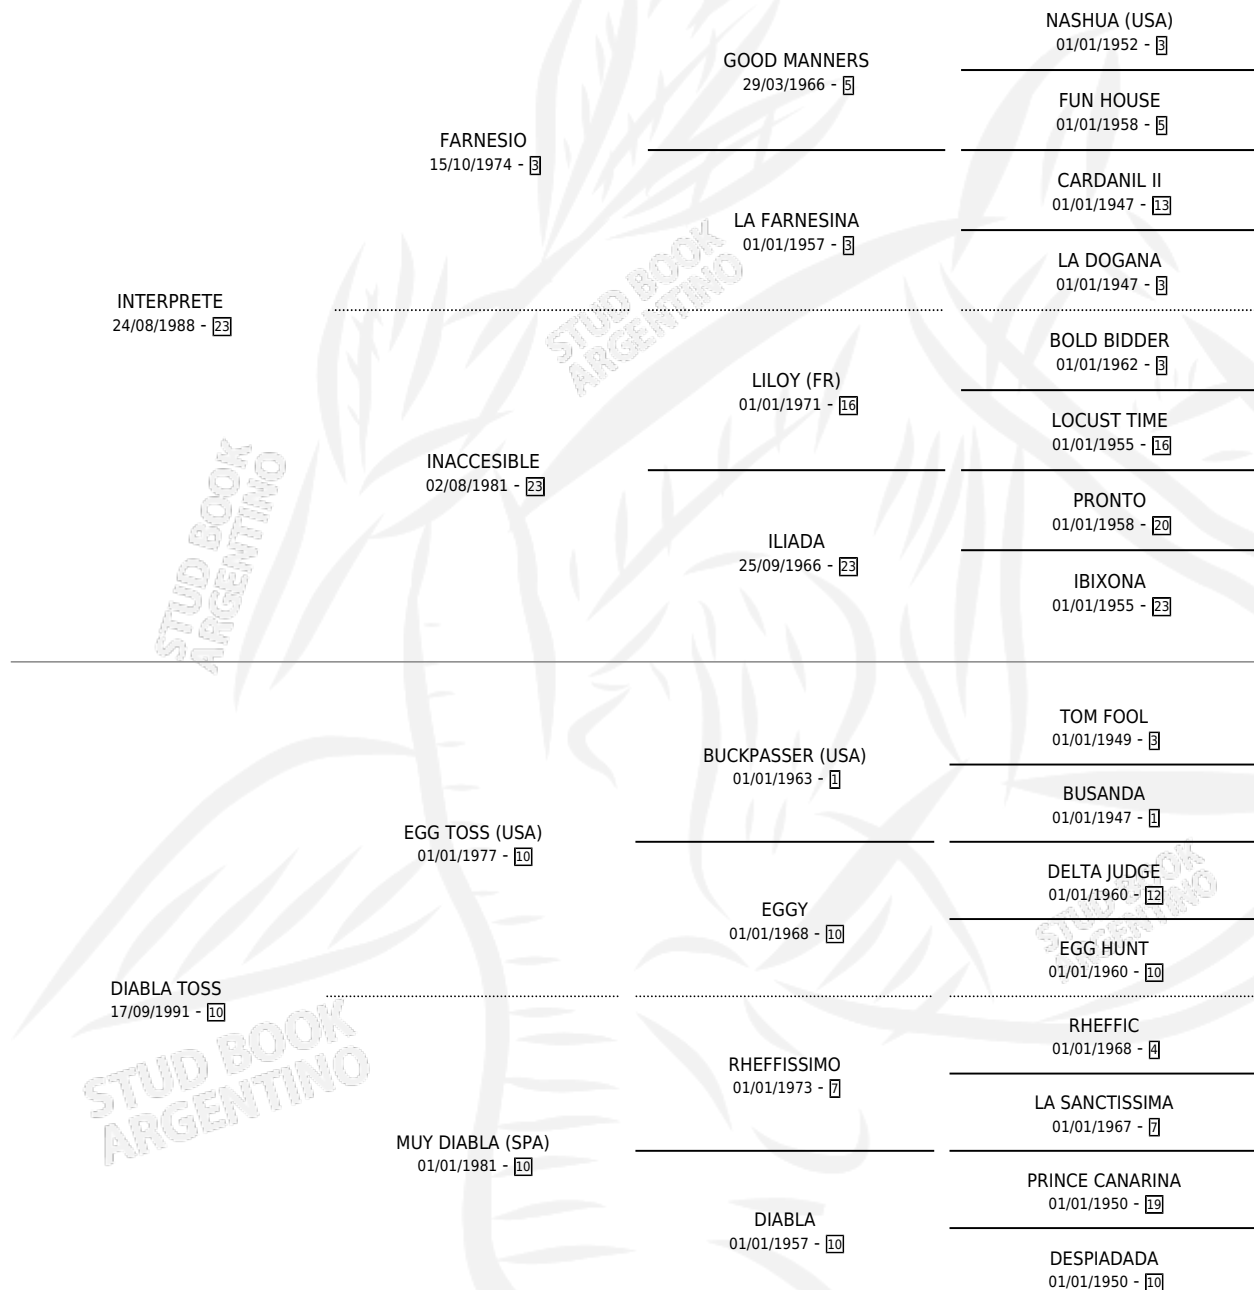 NASHUA (USA)
01/01/1952 - 3
GOOD MANNERS
29/03/1966 - 5
FUN HOUSE
01/01/1958 - 5
FARNESIO
15/10/1974 - 3
CARDANIL II
01/01/1947 - 13
LA FARNESINA
01/01/1957 - 3
LA DOGANA
01/01/1947 - 3
INTERPRETE
24/08/1988 - 23
BOLD BIDDER
01/01/1962 - 3
LILOY (FR)
01/01/1971 - 16
LOCUST TIME
01/01/1955 - 16
INACCESIBLE
02/08/1981 - 23
PRONTO
01/01/1958 - 20
ILIADA
25/09/1966 - 23
IBIXONA
01/01/1955 - 23
TOM FOOL
01/01/1949 - 3
BUCKPASSER (USA)
01/01/1963 - 1
BUSANDA
01/01/1947 - 1
EGG TOSS (USA)
01/01/1977 - 10
DELTA JUDGE
01/01/1960 - 12
EGGY
01/01/1968 - 10
EGG HUNT
01/01/1960 - 10
DIABLA TOSS
17/09/1991 - 10
RHEFFIC
01/01/1968 - 4
RHEFFISSIMO
01/01/1973 - 7
LA SANCTISSIMA
01/01/1967 - 7
MUY DIABLA (SPA)
01/01/1981 - 10
PRINCE CANARINA
01/01/1950 - 19
DIABLA
01/01/1957 - 10
DESPIADADA
01/01/1950 - 10
STUD BOOK
ARGENTINO
STUD BOOK
ARGENTINO
STUD BOOK
ARGENTINO
STUD BOOK
ARGENTINO